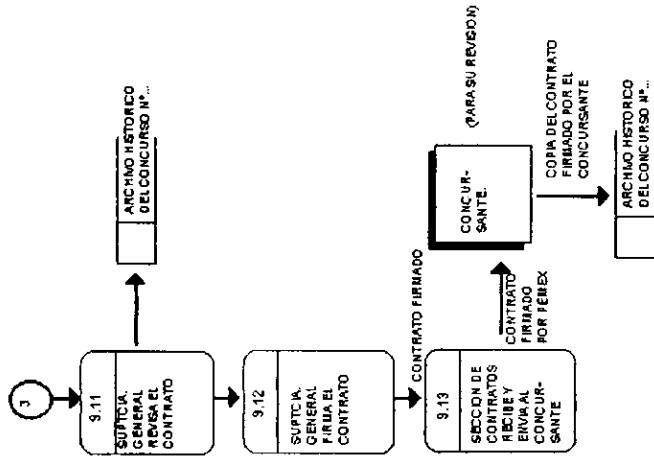 3
9.11
SUPTCIA.
GENERAL
REVISA EL
CONTRATO
ARCHIVO HISTORICO
DEL CONCURSO Nº...
9.12
SUPTCIA.
GENERAL
FIRMA EL
CONTRATO
CONTRATO FIRMADO
9.13
SECCION DE
CONTRATOS
RECIBE Y
ENVIA AL
CONCUR-
SANTE
CONTRATO
FIRMADO
POR PEMEX
CONCUR-
SANTE.
(PARA SU REVISION)
COPIA DEL CONTRATO
FIRMADO POR EL
CONCURSANTE
ARCHIVO HISTORICO
DEL CONCURSO Nº...